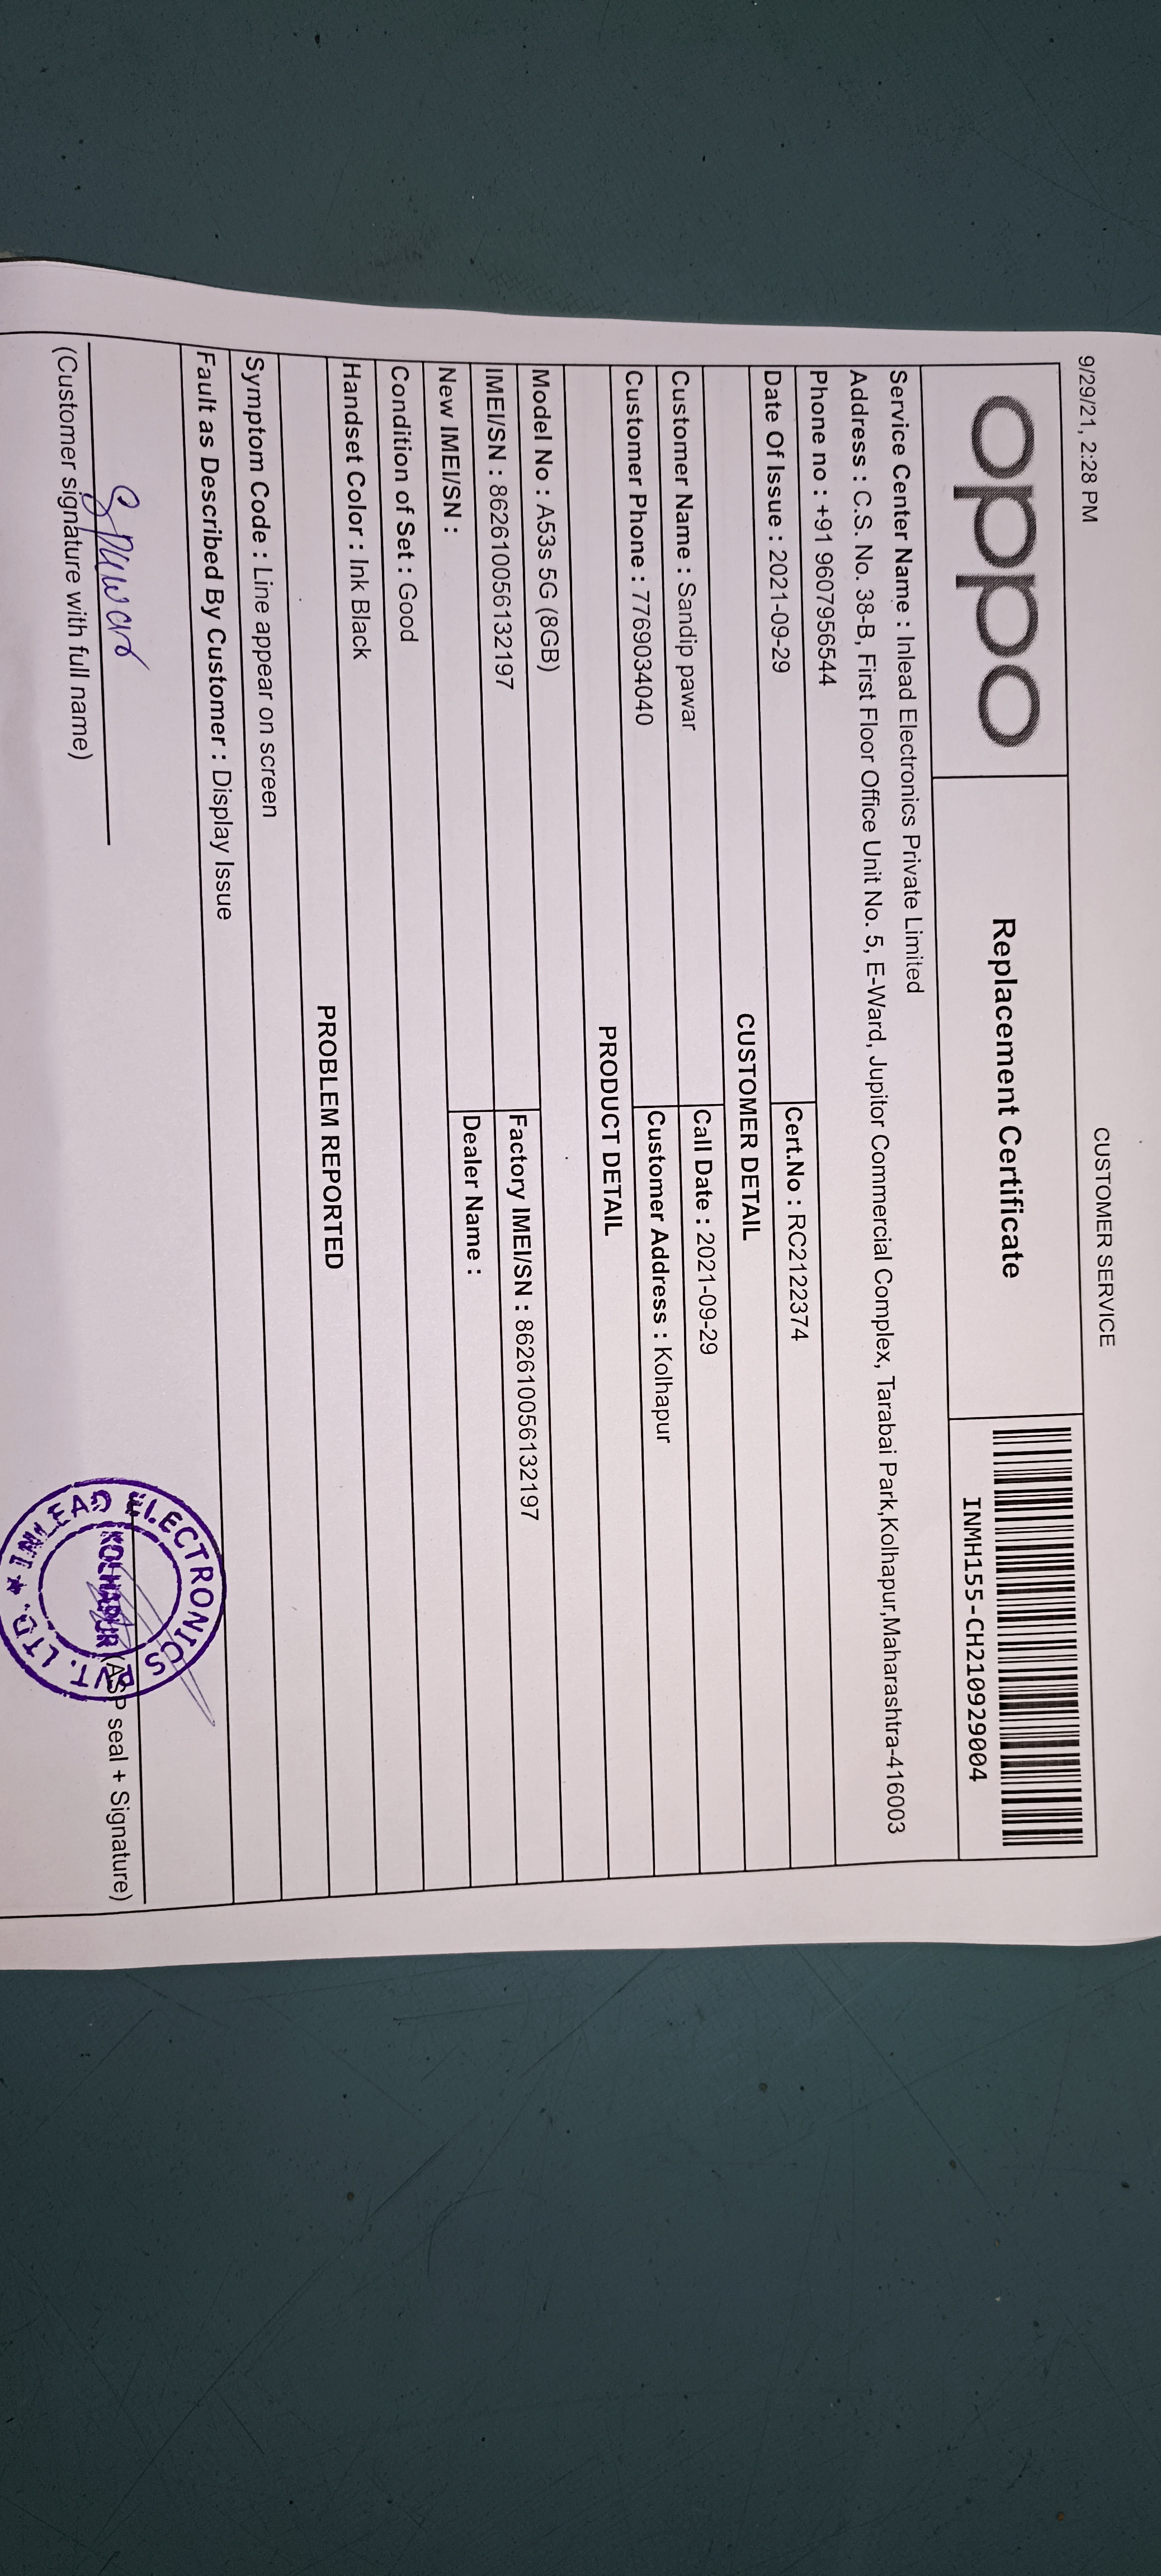 9/29/21, 2:28 PM
CUSTOMER SERVICE
oppo
Replacement Certificate
INMH155-CH210929004
Service Center Name : Inlead Electronics Private Limited
Address : C.S. No. 38-B, First Floor Office Unit No. 5, E-Ward, Jupitor Commercial Complex, Tarabai Park,Kolhapur,Maharashtra-416003
Phone no : +91 9607956544
Date Of Issue : 2021-09-29
Cert.No : RC2122374
CUSTOMER DETAIL
Customer Name : Sandip pawar
Call Date : 2021-09-29
Customer Phone : 7769034040
Customer Address : Kolhapur
PRODUCT DETAIL
Model No : A53s 5G (8GB)
IMEI/SN : 862610056132197
Factory IMEI/SN : 862610056132197
New IMEI/SN :
Dealer Name :
Condition of Set : Good
Handset Color : Ink Black
PROBLEM REPORTED
Symptom Code : Line appear on screen
Fault as Described By Customer : Display Issue
Spawar
(Customer signature with full name)
INLEAD ELECTRONICS PVT. LTD. ★
KOLHAPUR
(ASP seal + Signature)